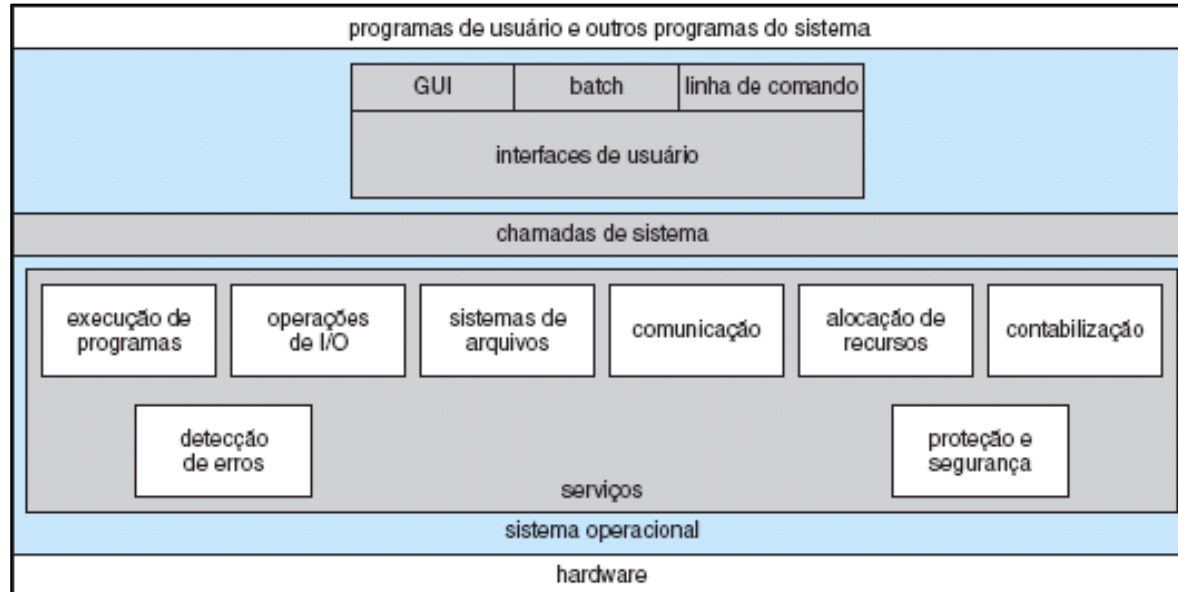 programas de usuário e outros programas do sistema
GUI
batch
linha de comando
interfaces de usuário
chamadas de sistema
execução de
programas
operações
de I/O
sistemas de
arquivos
comunicação
alocação de
recursos
contabilização
detecção
de erros
proteção e
segurança
serviços
sistema operacional
hardware